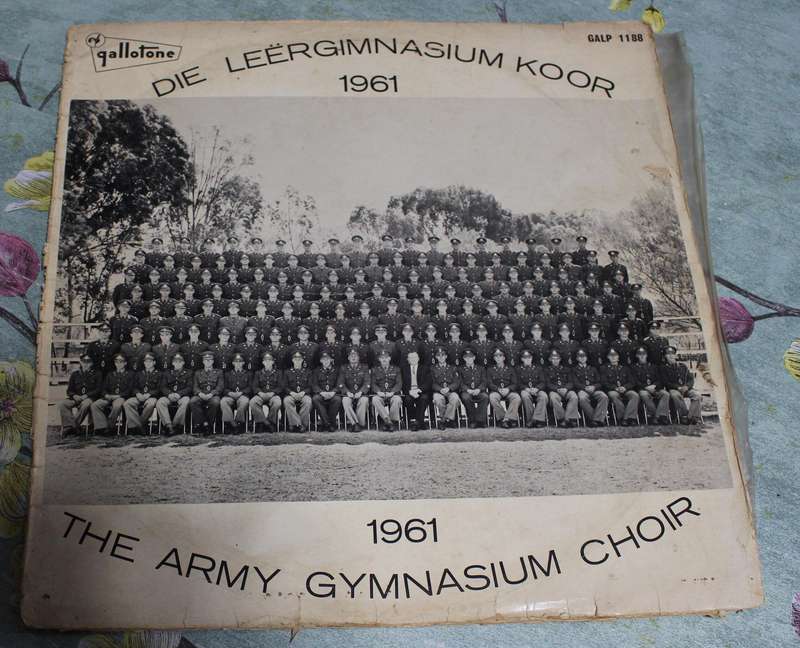 gallotone
GALP 1188
DIE LEËRGIMNASIUM KOOR
1961
1961
THE ARMY GYMNASIUM CHOIR